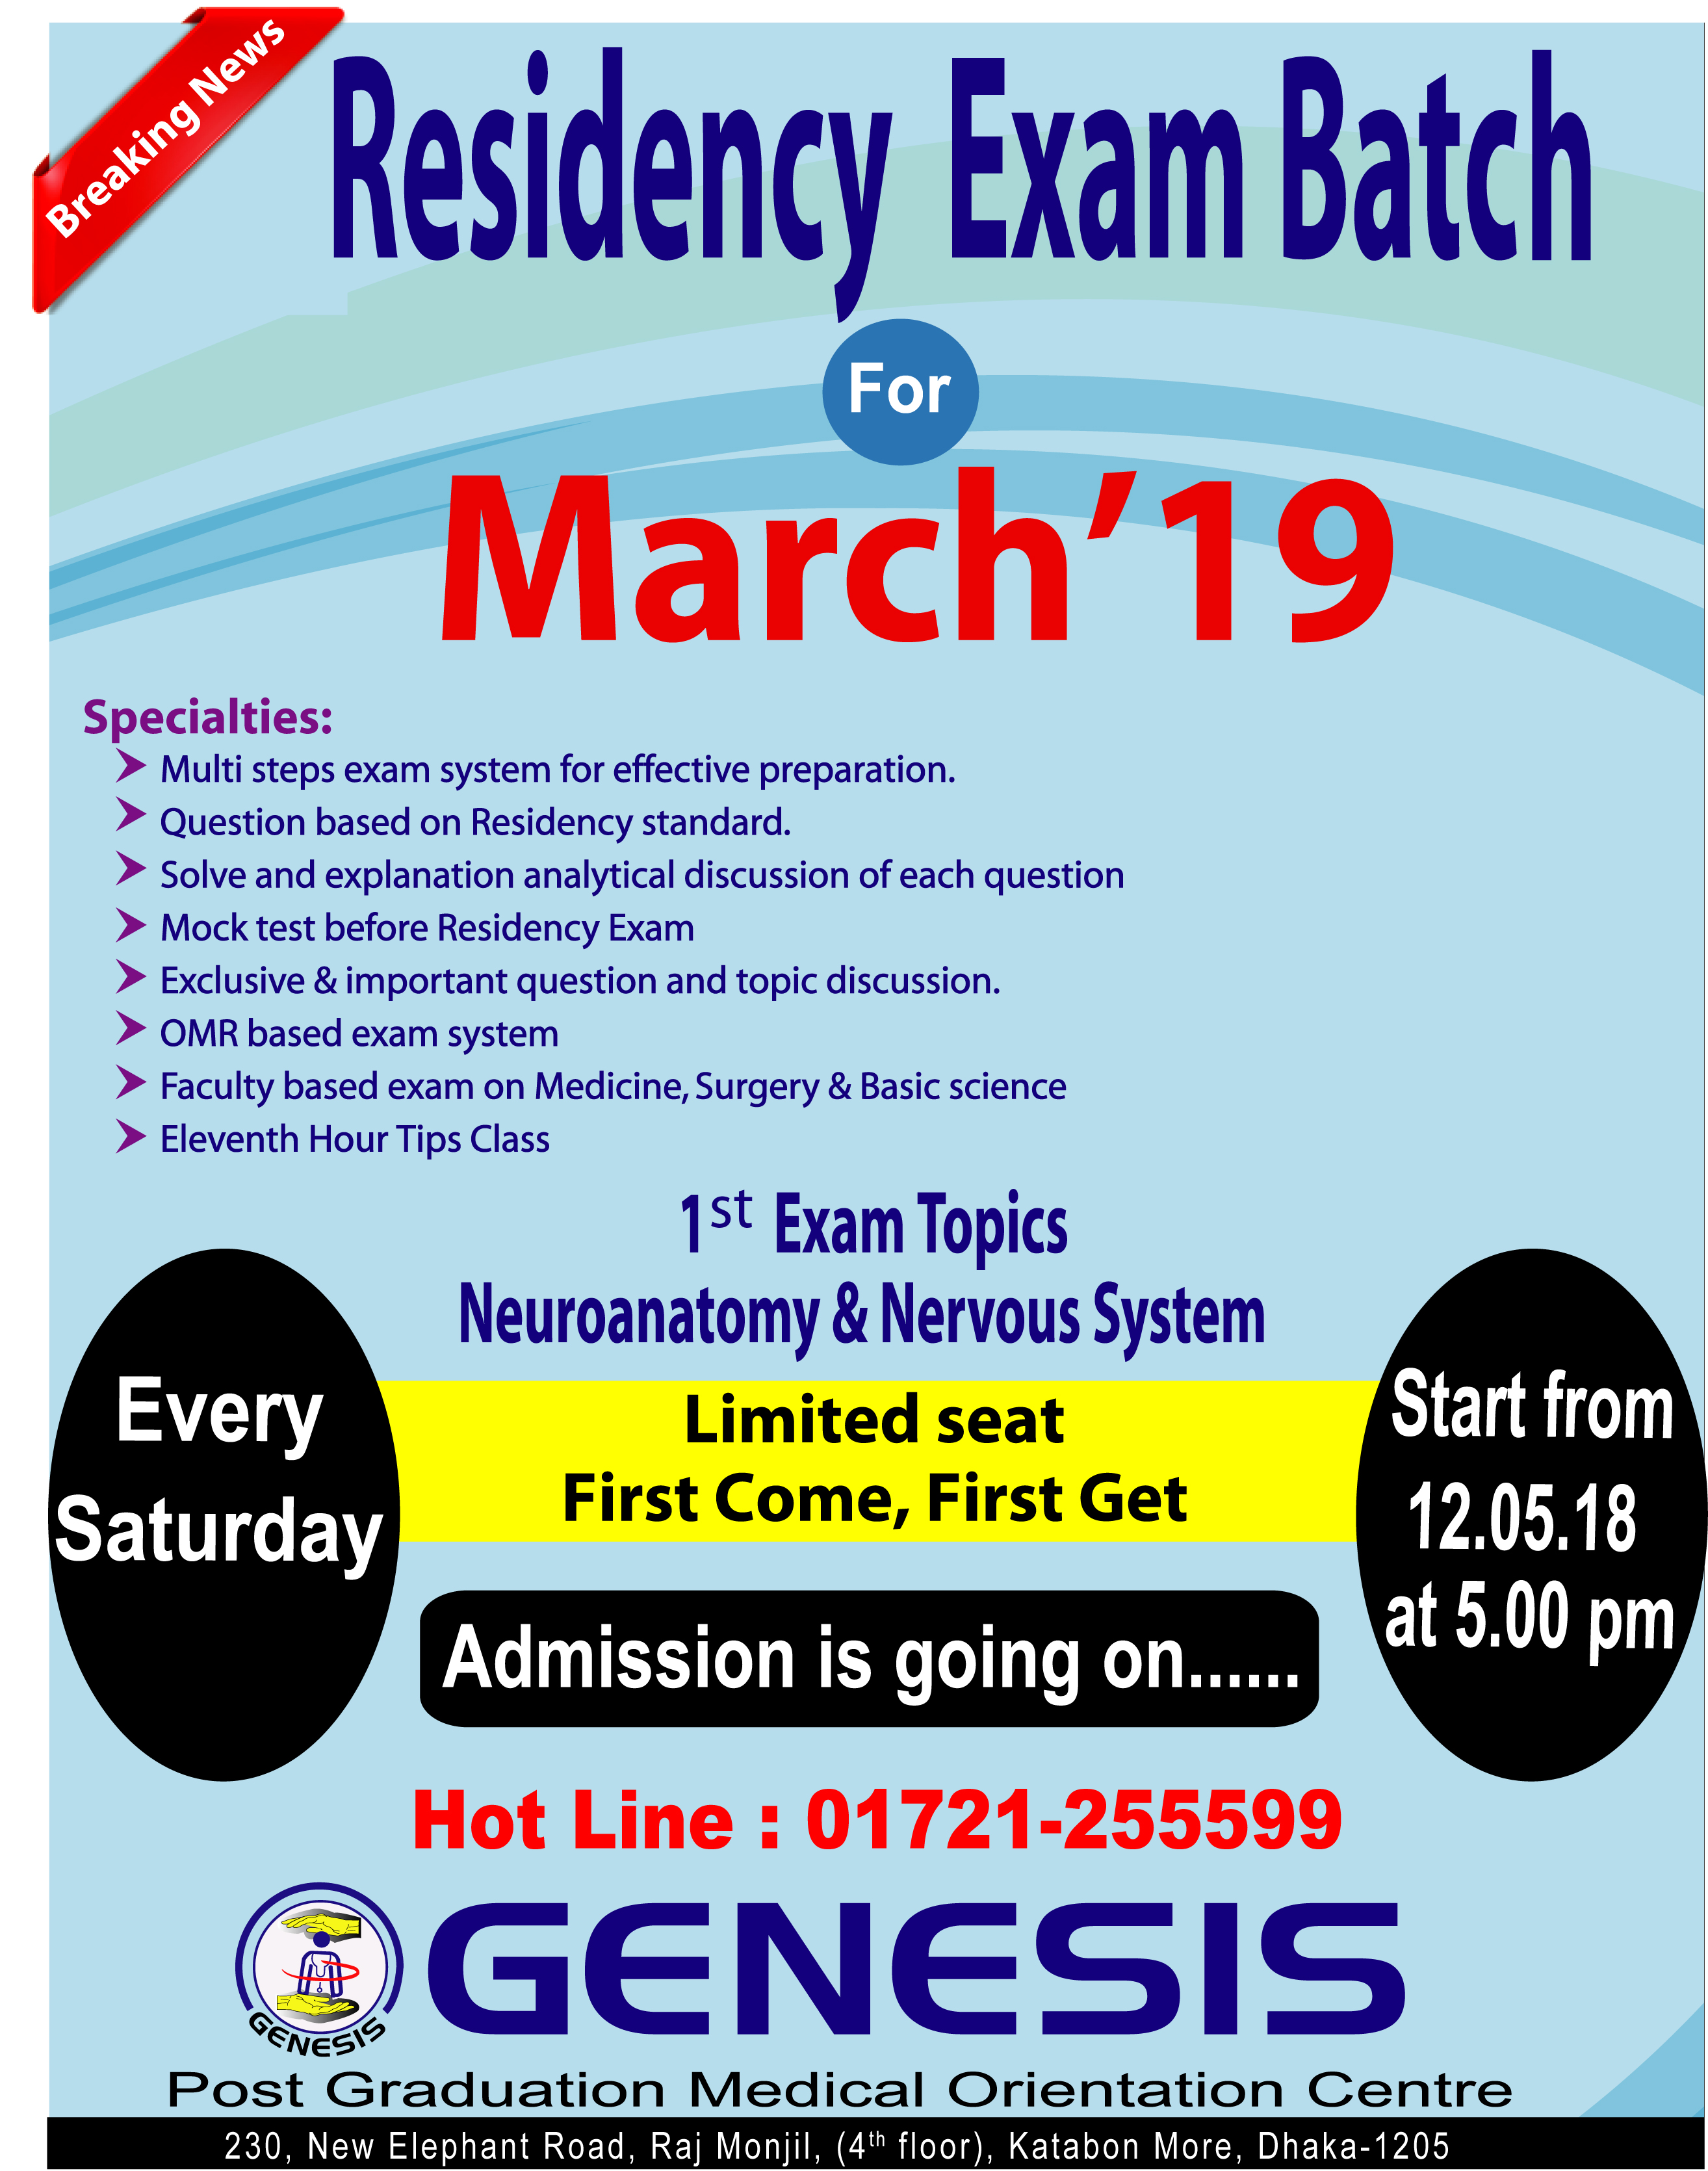 Breaking News
Residency Exam Batch
For
March’19
Specialties:
Multi steps exam system for effective preparation.
Question based on Residency standard.
Solve and explanation analytical discussion of each question
Mock test before Residency Exam
Exclusive & important question and topic discussion.
OMR based exam system
Faculty based exam on Medicine, Surgery & Basic science
Eleventh Hour Tips Class
1st Exam Topics
Neuroanatomy & Nervous System
Every
Saturday
Limited seat
First Come, First Get
Start from
12.05.18
at 5.00 pm
Admission is going on......
Hot Line : 01721-255599
GENESIS
GENESIS
Post Graduation Medical Orientation Centre
230, New Elephant Road, Raj Monjil, (4th floor), Katabon More, Dhaka-1205